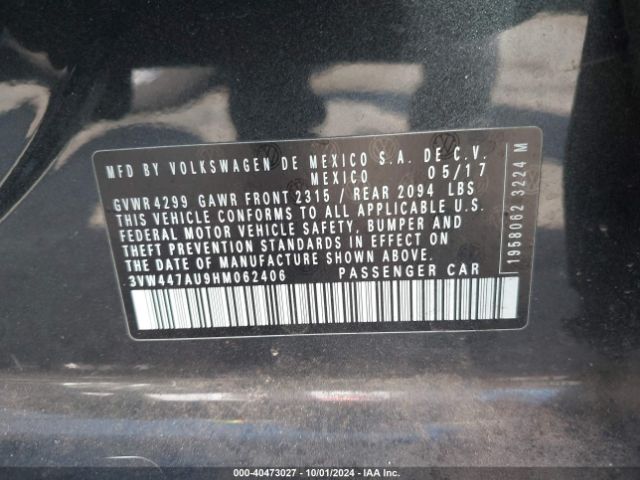 MFD BY VOLKSWAGEN DE MEXICO S.A. DE C.V.
MEXICO 05/17
GVWR 4299 GAWR FRONT 2315 / REAR 2094 LBS
THIS VEHICLE CONFORMS TO ALL APPLICABLE U.S.
FEDERAL MOTOR VEHICLE SAFETY, BUMPER AND
THEFT PREVENTION STANDARDS IN EFFECT ON
THE DATE OF MANUFACTURE SHOWN ABOVE.
3VW447AU9HM062406 PASSENGER CAR
1958062 3224 M
000-40473027 - 10/01/2024 - IAA Inc.